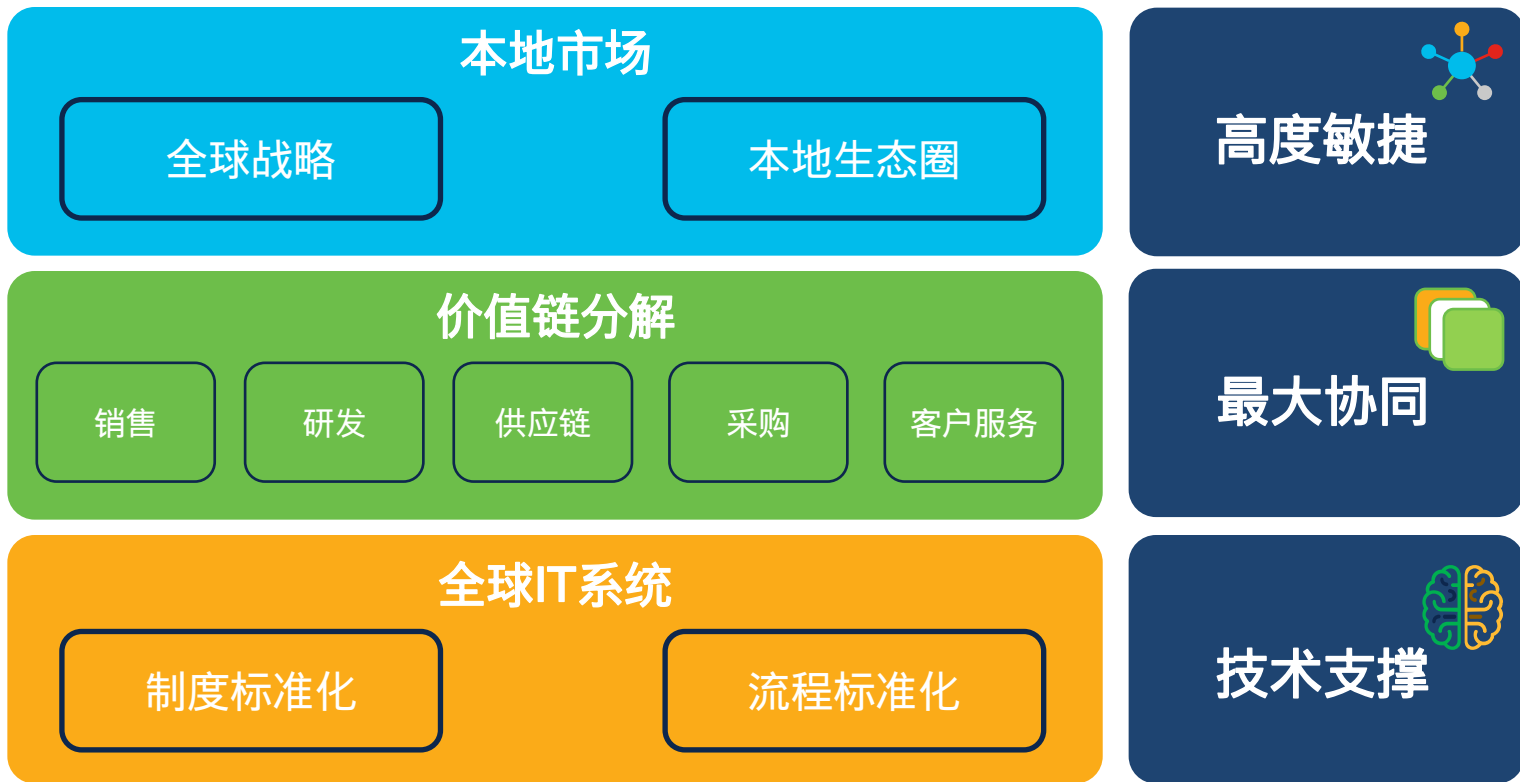 本地市场
全球战略
本地生态圈
高度敏捷
价值链分解
销售
研发
供应链
采购
客户服务
最大协同
全球IT系统
制度标准化
流程标准化
技术支撑